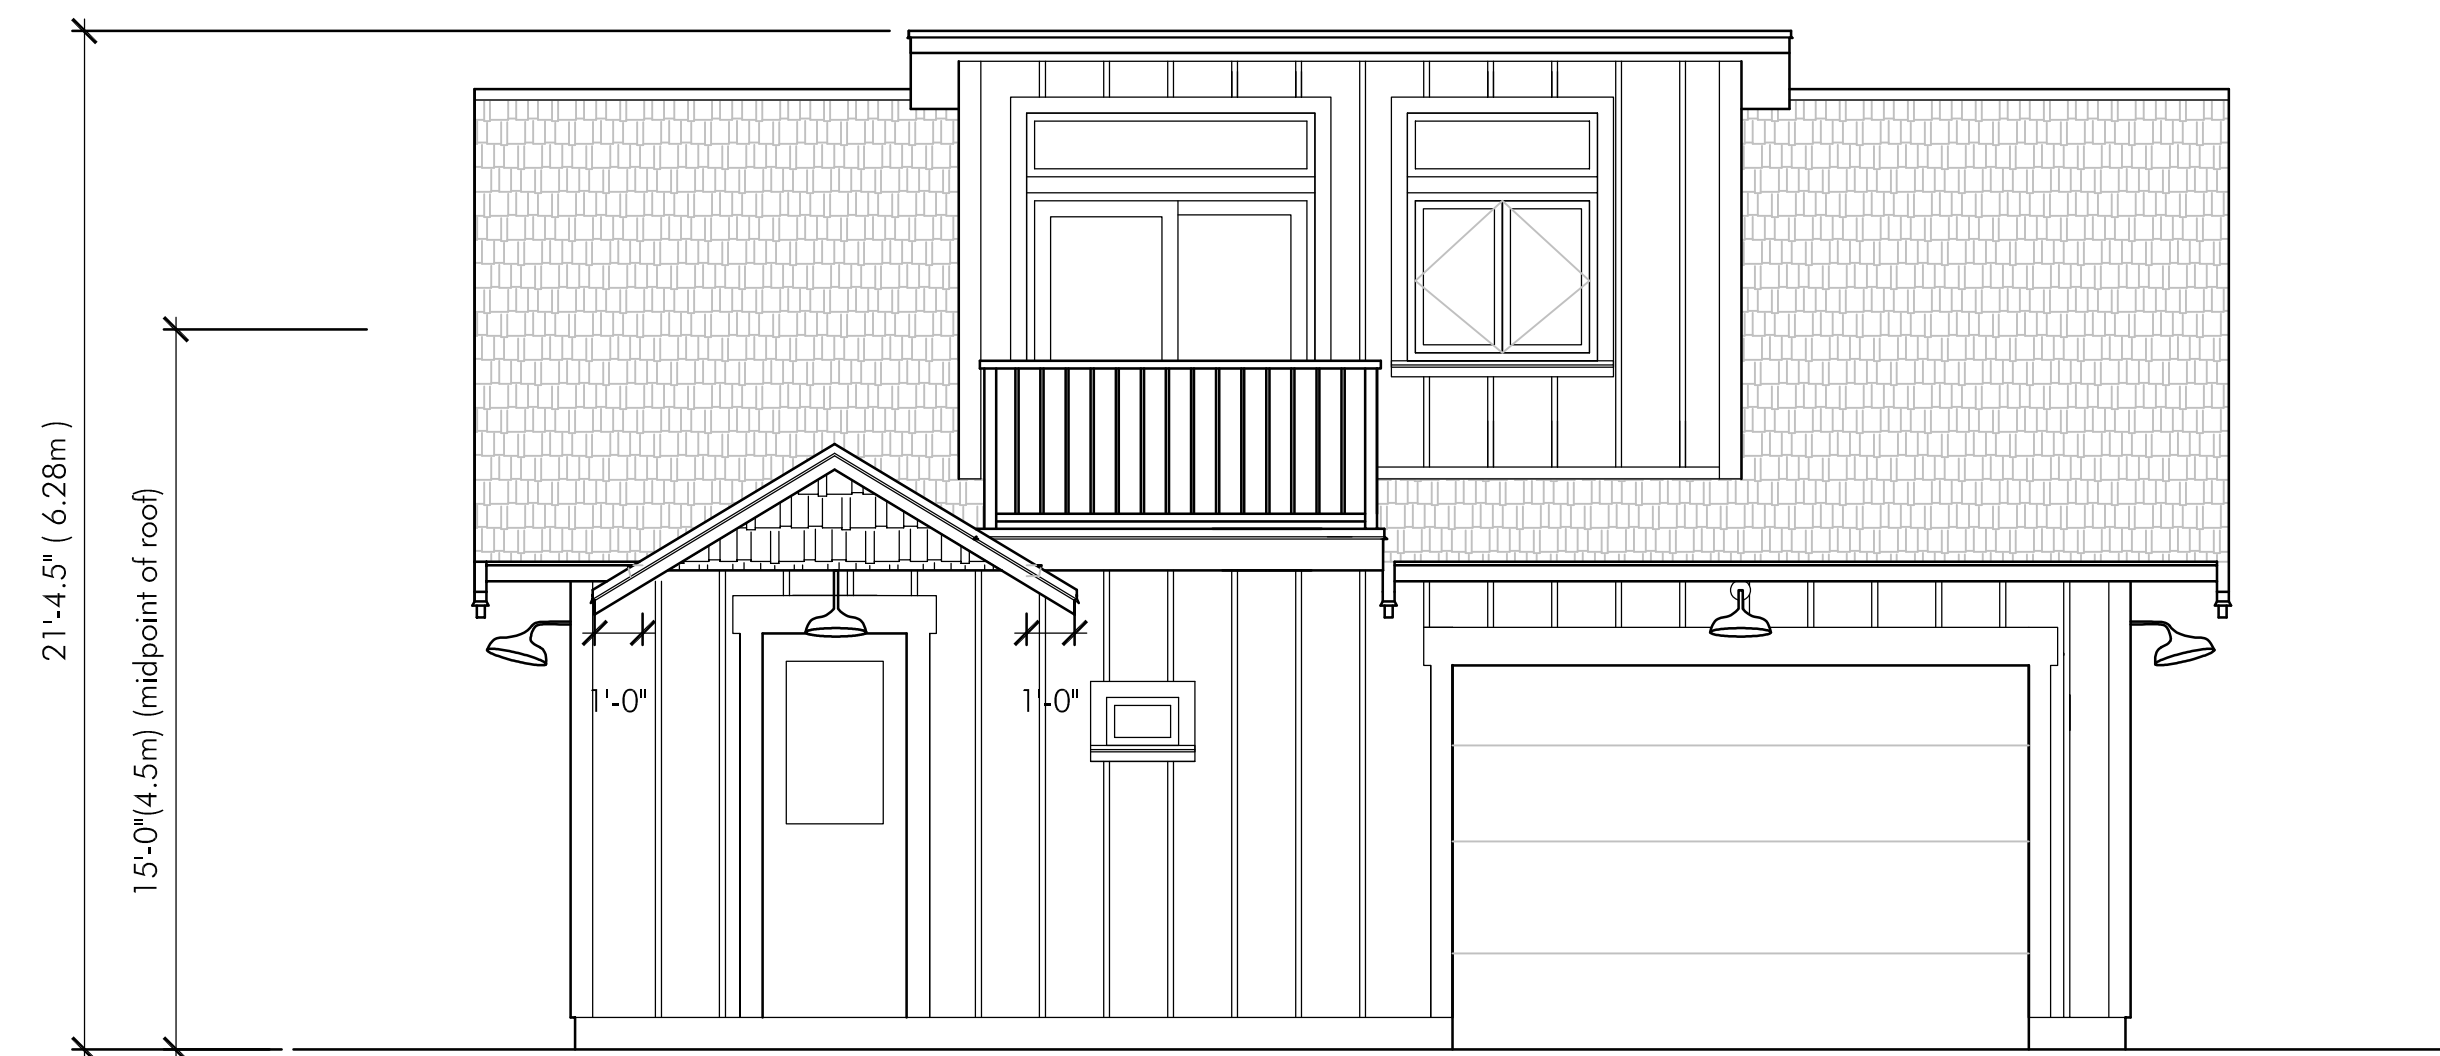 21'-4.5" ( 6.28m )
15'-0"(4.5m) (midpoint of roof)
1'-0"
1'-0"